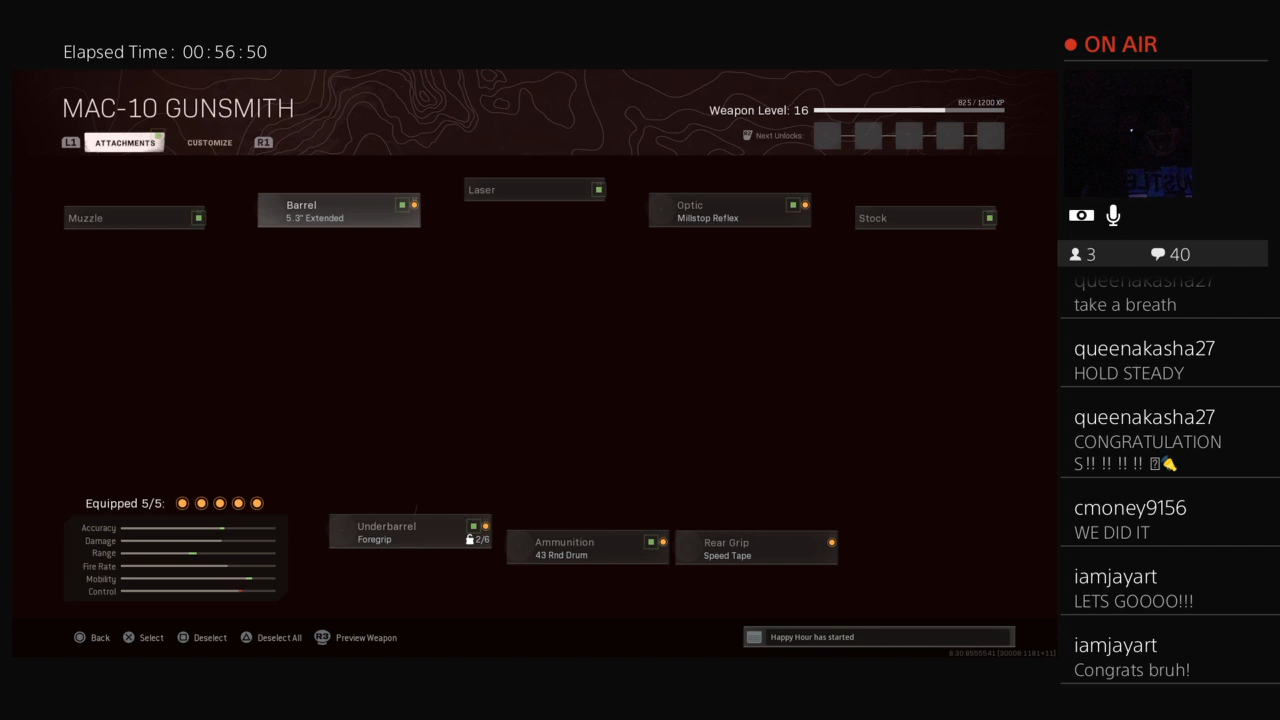 Elapsed Time: 00:56:50
ON AIR
MAC-10 GUNSMITH
L1 ATTACHMENTS CUSTOMIZE R1
Weapon Level: 16
825 / 1200 XP
Next Unlocks:
Muzzle
Barrel
5.3" Extended
Laser
Optic
Millstop Reflex
Stock
3 40
queenakasha27
take a breath
queenakasha27
HOLD STEADY
queenakasha27
CONGRATULATION
S!! !! !! !!
cmoney9156
WE DID IT
iamjayart
LETS GOOOO!!!
iamjayart
Congrats bruh!
Equipped 5/5:
Accuracy
Damage
Range
Fire Rate
Mobility
Control
Underbarrel
Foregrip 2/6
Ammunition
43 Rnd Drum
Rear Grip
Speed Tape
Back Select Deselect Deselect All R3 Preview Weapon
Happy Hour has started